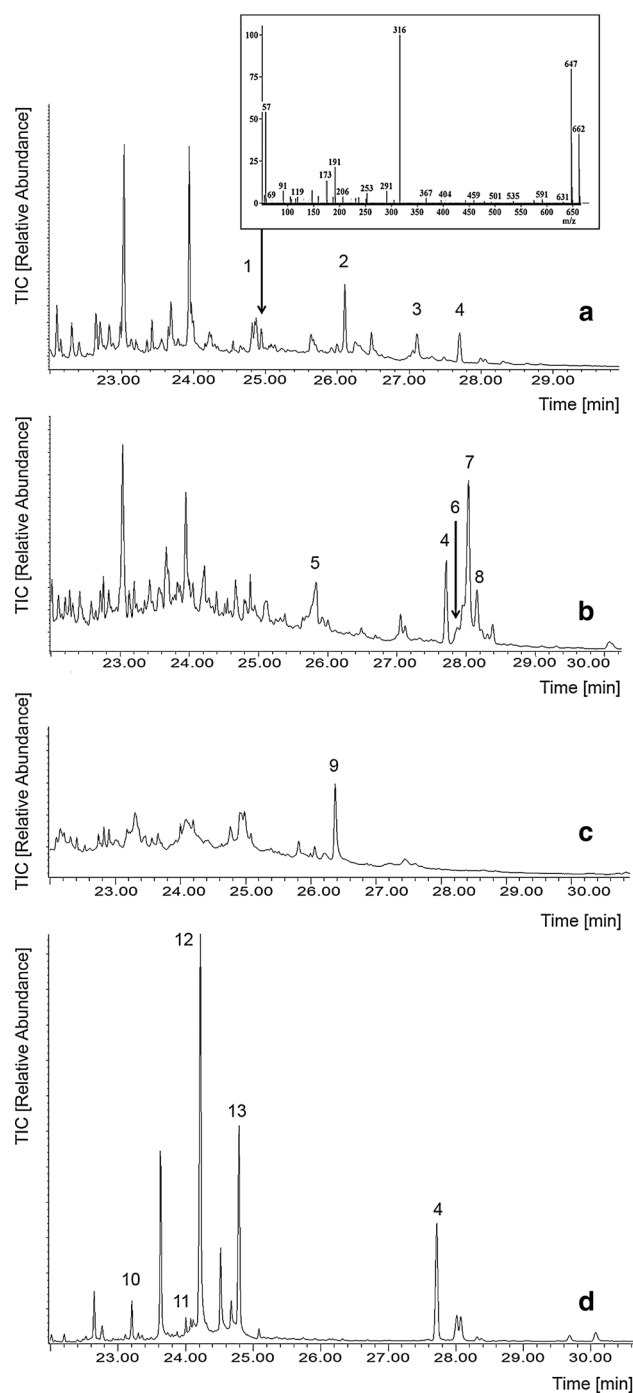 100
75
50
25
0
57
69
91
119
173
191
206
253
291
316
367
404
459
501
535
591
631
647
662
100 150 200 250 300 350 400 450 500 550 600 650
m/z
TIC [Relative Abundance]
1
2
3
4
a
23.00 24.00 25.00 26.00 27.00 28.00 29.00
Time [min]
TIC [Relative Abundance]
5
4
6
7
8
b
23.00 24.00 25.00 26.00 27.00 28.00 29.00 30.00
Time [min]
TIC [Relative Abundance]
9
c
23.00 24.00 25.00 26.00 27.00 28.00 29.00 30.00
Time [min]
TIC [Relative Abundance]
10
11
12
13
4
d
23.00 24.00 25.00 26.00 27.00 28.00 29.00 30.00
Time [min]